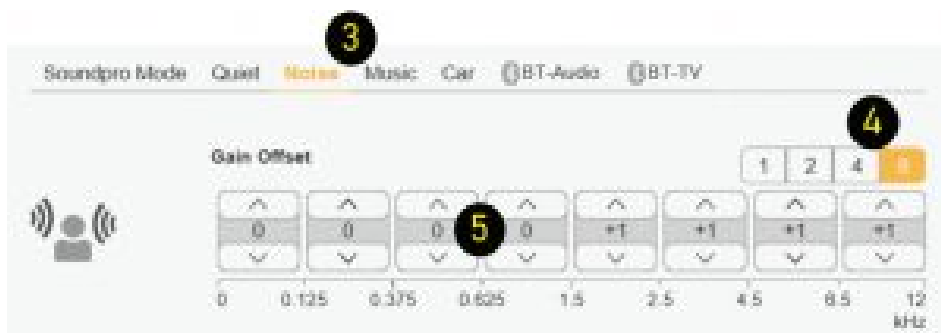 3
Soundpro Mode Quiet Noise Music Car BT-Audio BT-TV
4
Gain Offset
1 2 4
0 0 0 5 0 +1 +1 +1 +1
0 0.125 0.375 0.625 1.5 2.5 4.5 6.5 12
kHz